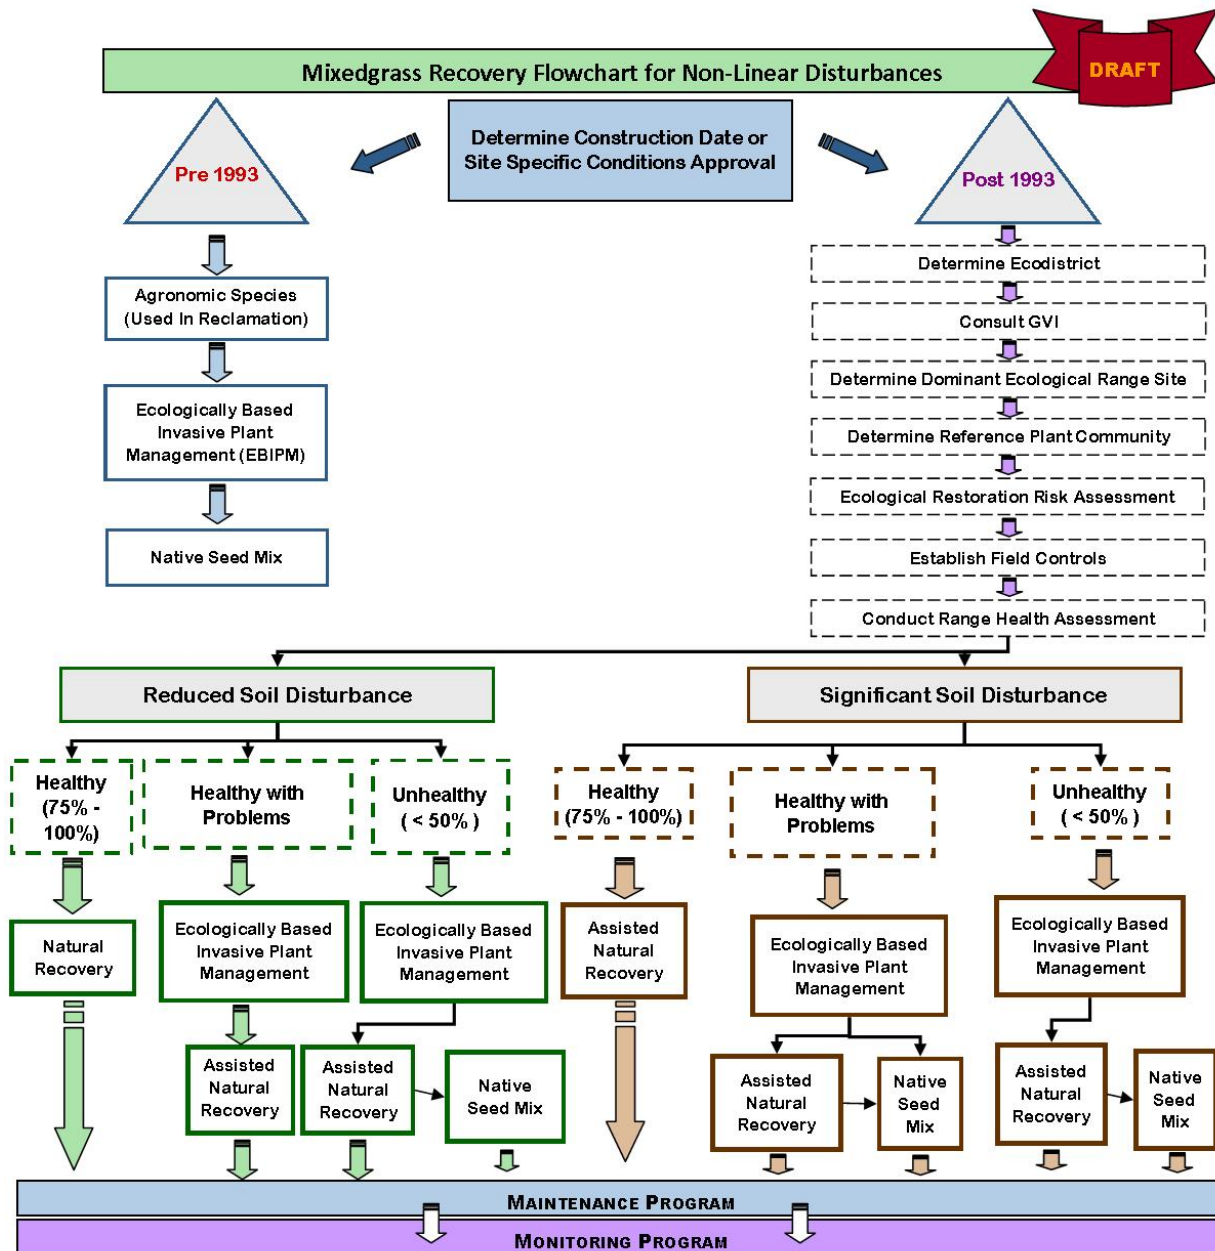 Mixedgrass Recovery Flowchart for Non-Linear Disturbances
DRAFT
Determine Construction Date or
Site Specific Conditions Approval
Pre 1993
Post 1993
Agronomic Species
(Used In Reclamation)
Ecologically Based
Invasive Plant
Management (EBIPM)
Native Seed Mix
Determine Ecodistrict
Consult GVI
Determine Dominant Ecological Range Site
Determine Reference Plant Community
Ecological Restoration Risk Assessment
Establish Field Controls
Conduct Range Health Assessment
Reduced Soil Disturbance
Significant Soil Disturbance
Healthy
(75% -
100%)
Healthy with
Problems
Unhealthy
( < 50% )
Healthy
(75% - 100%)
Healthy with
Problems
Unhealthy
( < 50% )
Natural
Recovery
Ecologically Based
Invasive Plant
Management
Ecologically Based
Invasive Plant
Management
Assisted
Natural
Recovery
Ecologically Based
Invasive Plant
Management
Ecologically Based
Invasive Plant
Management
Assisted
Natural
Recovery
Assisted
Natural
Recovery
Native
Seed Mix
Assisted
Natural
Recovery
Native
Seed
Mix
Assisted
Natural
Recovery
Native
Seed
Mix
MAINTENANCE PROGRAM
MONITORING PROGRAM